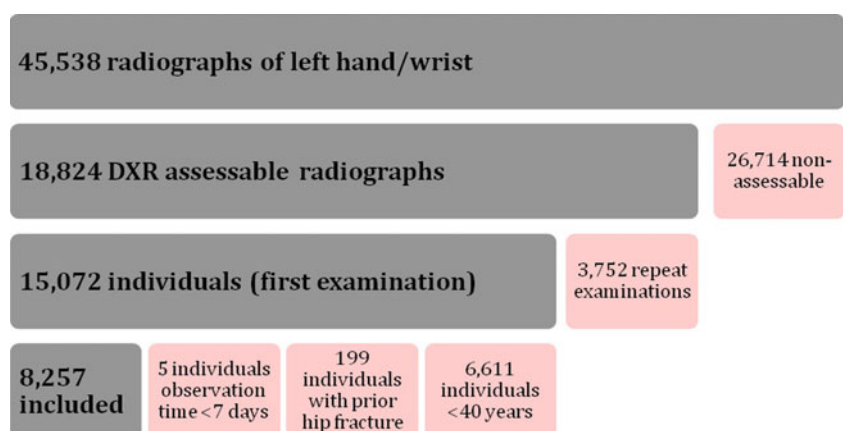 45,538 radiographs of left hand/wrist
18,824 DXR assessable radiographs
26,714 non-
assessable
15,072 individuals (first examination)
3,752 repeat
examinations
8,257
included
5 individuals
observation
time <7 days
199
individuals
with prior
hip fracture
6,611
individuals
<40 years